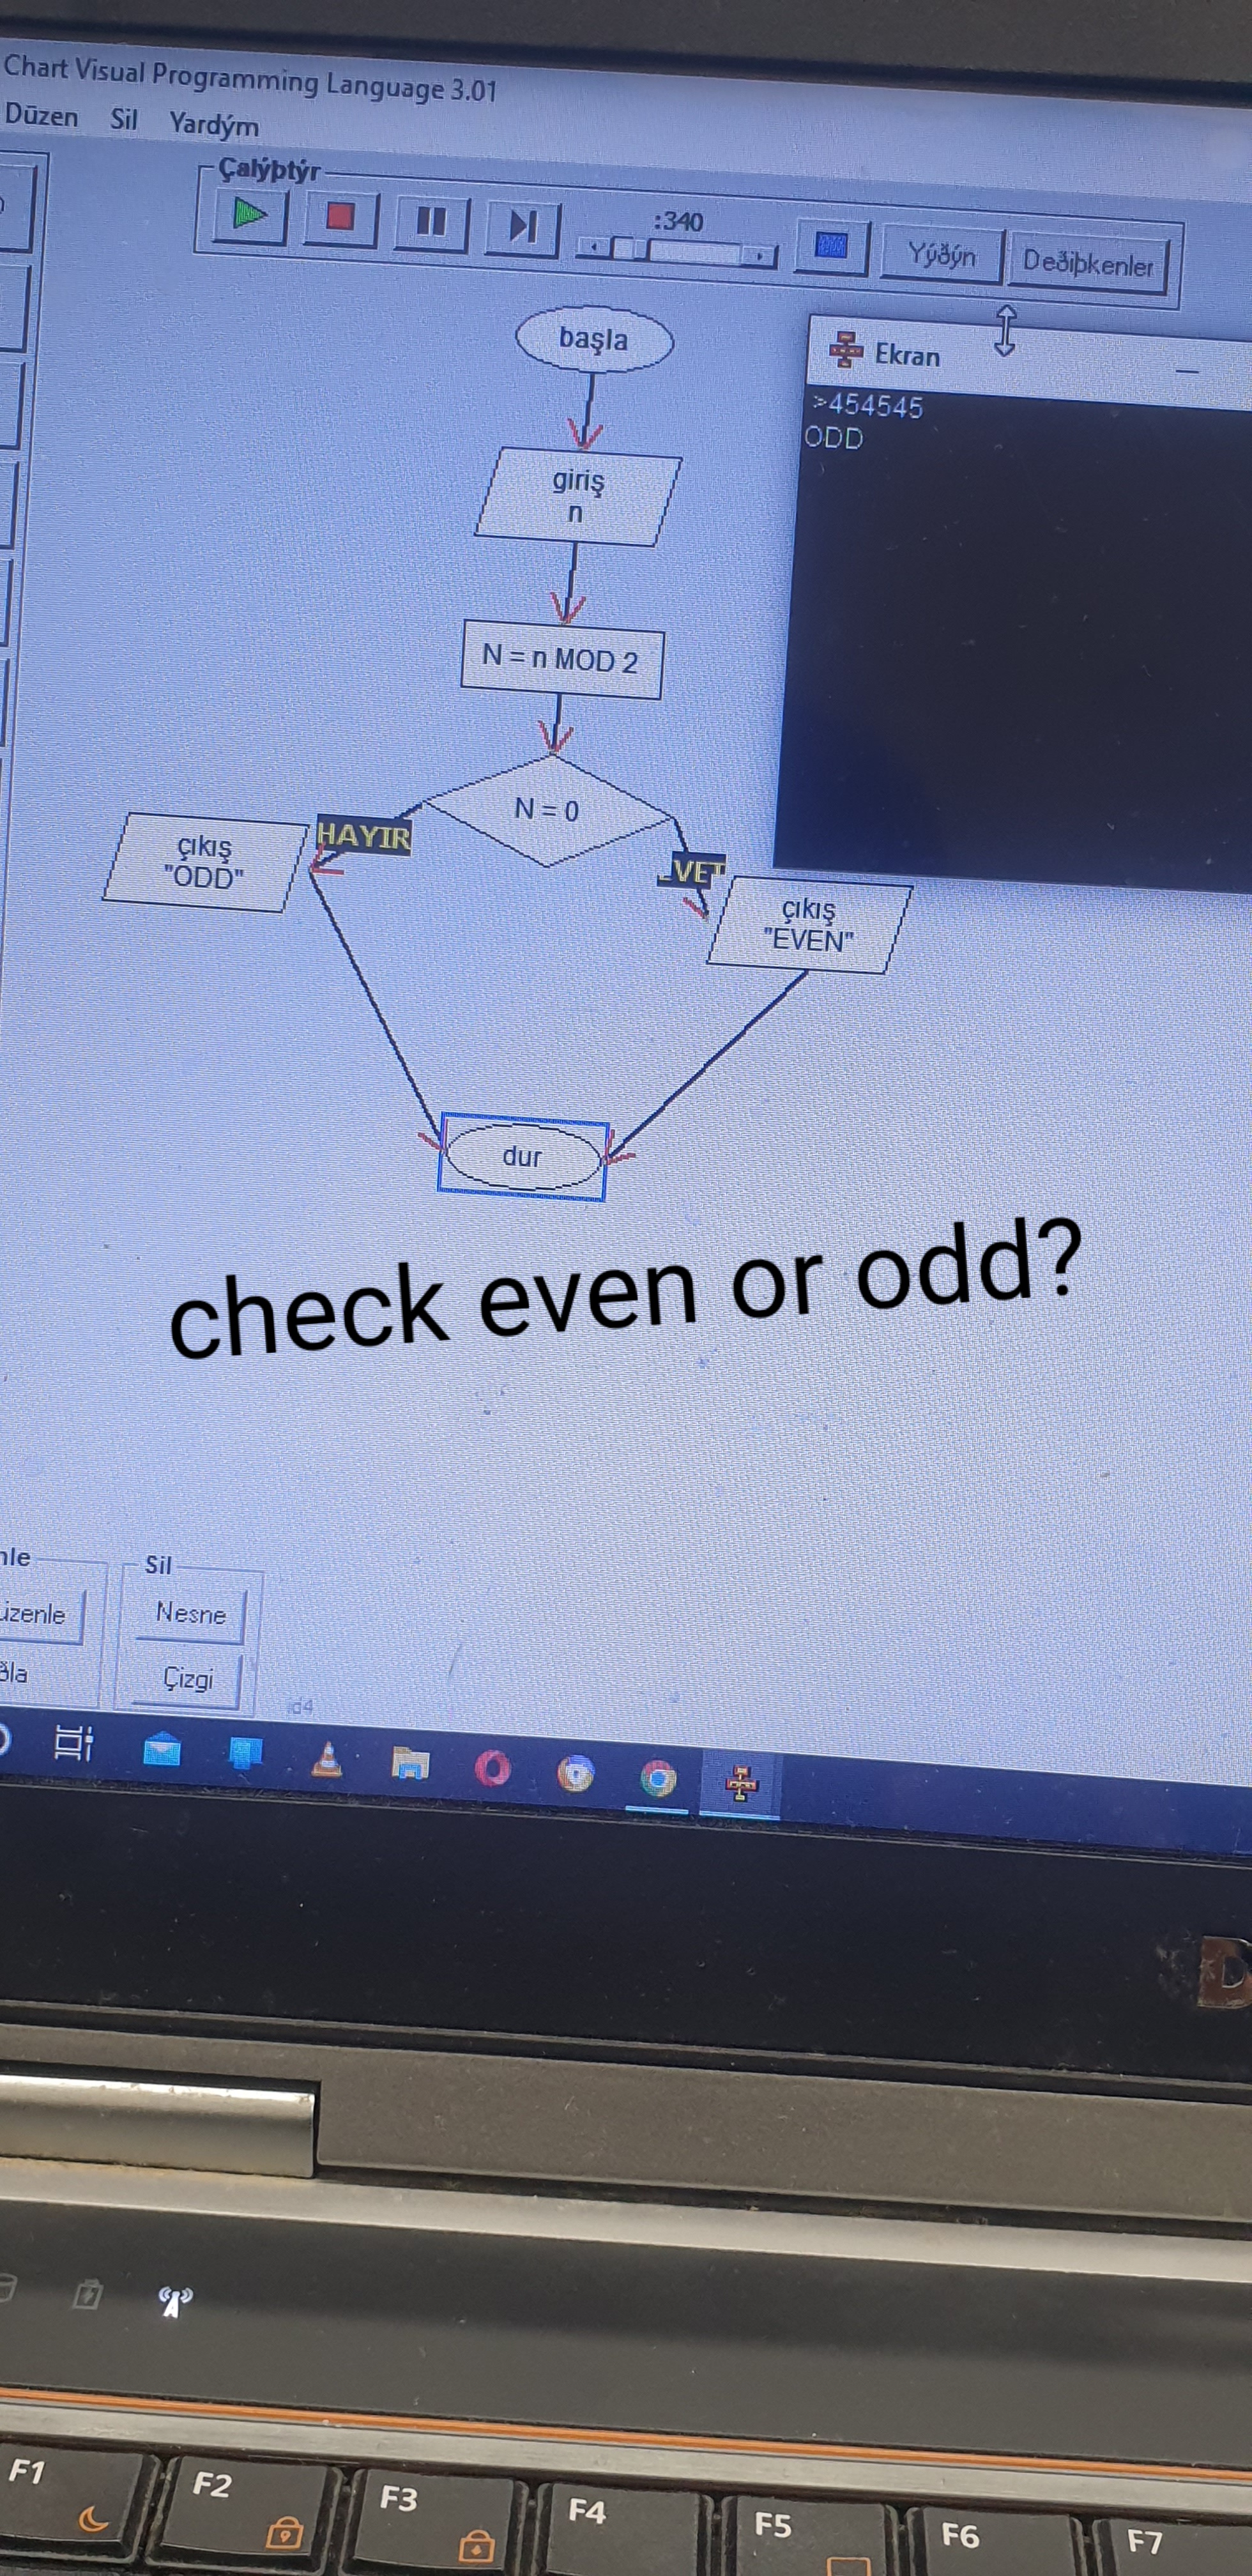 Chart Visual Programming Language 3.01
Düzen Sil Yardým
Çalýþtýr
:340
Yýðýn
Deðiþkenler
başla
Ekran
>454545
ODD
giriş
n
N = n MOD 2
N = 0
HAYIR
çıkış
"ODD"
çıkış
"EVEN"
dur
check even or odd?
Sil
Nesne
Çizgi
F1 F2 F3 F4 F5 F6 F7